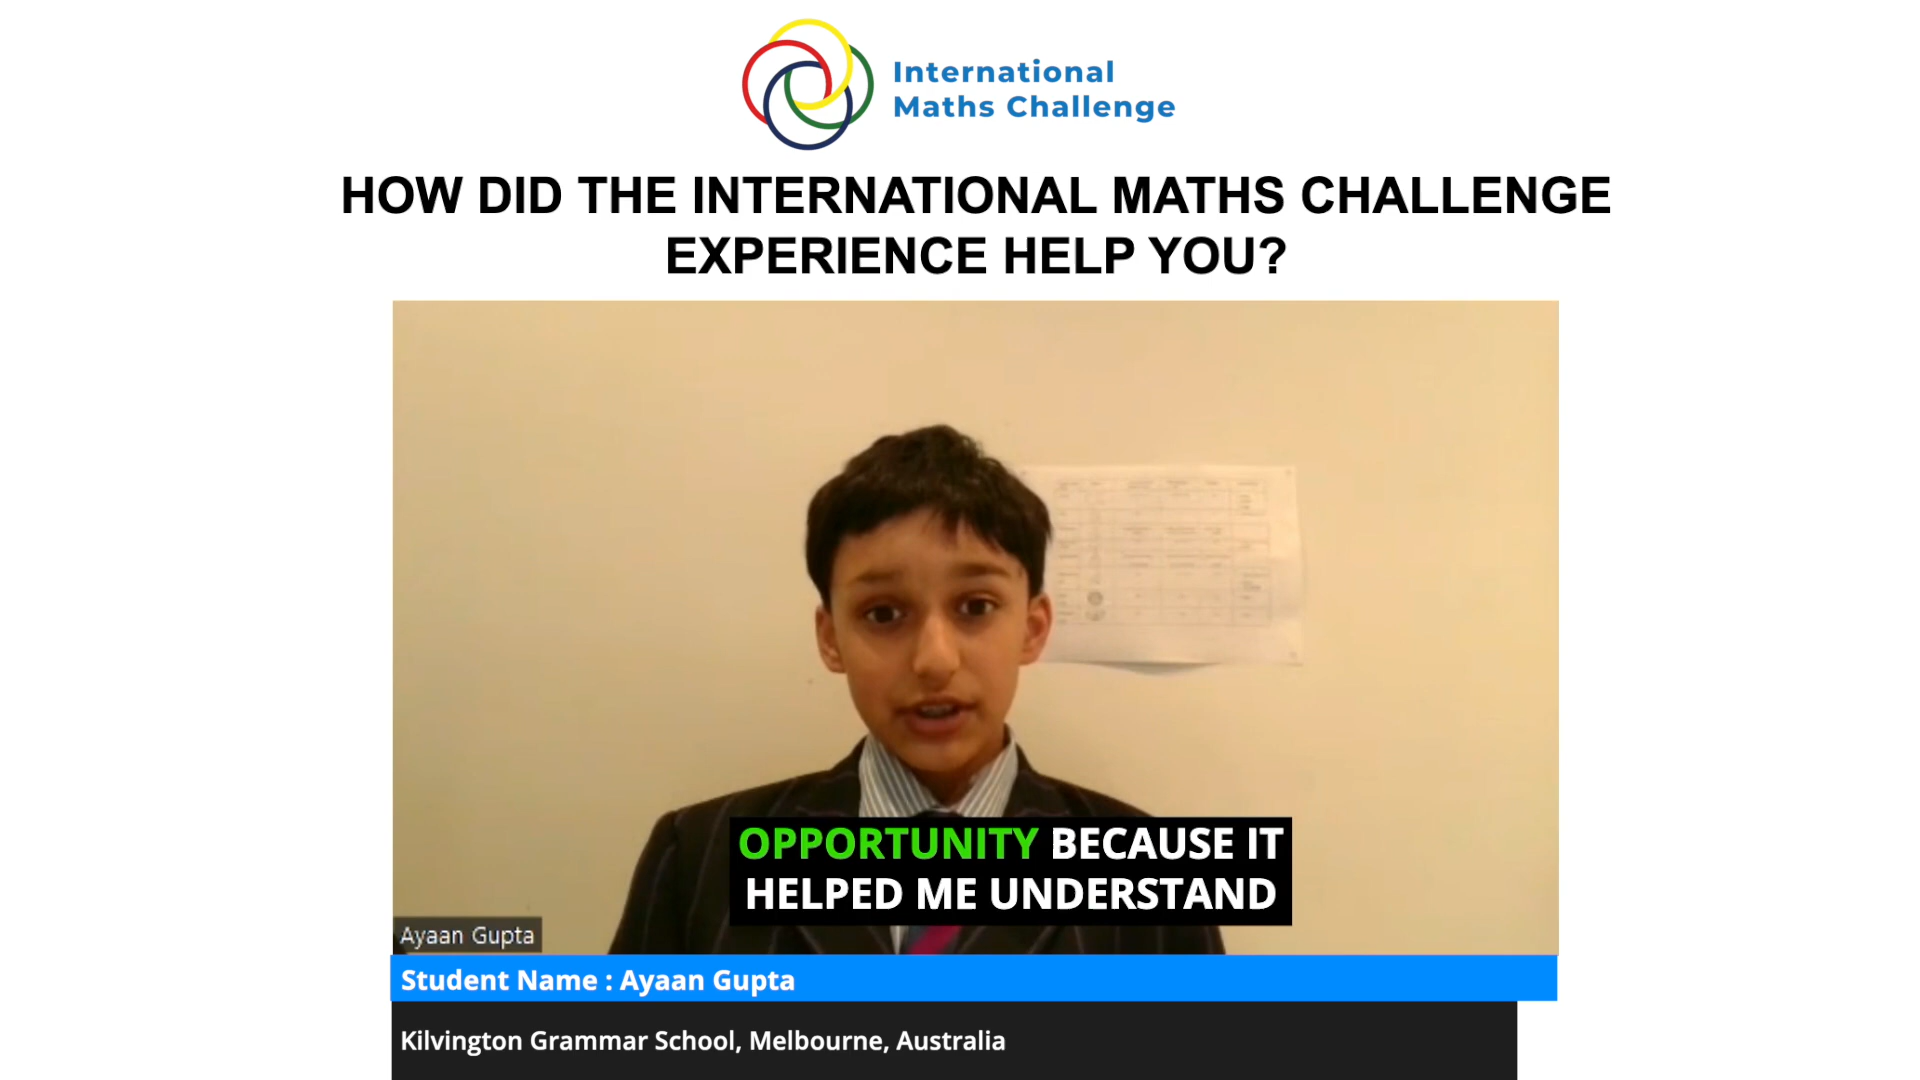 International
Maths Challenge
HOW DID THE INTERNATIONAL MATHS CHALLENGE
EXPERIENCE HELP YOU?
OPPORTUNITY BECAUSE IT
HELPED ME UNDERSTAND
Ayaan Gupta
Student Name : Ayaan Gupta
Kilvington Grammar School, Melbourne, Australia